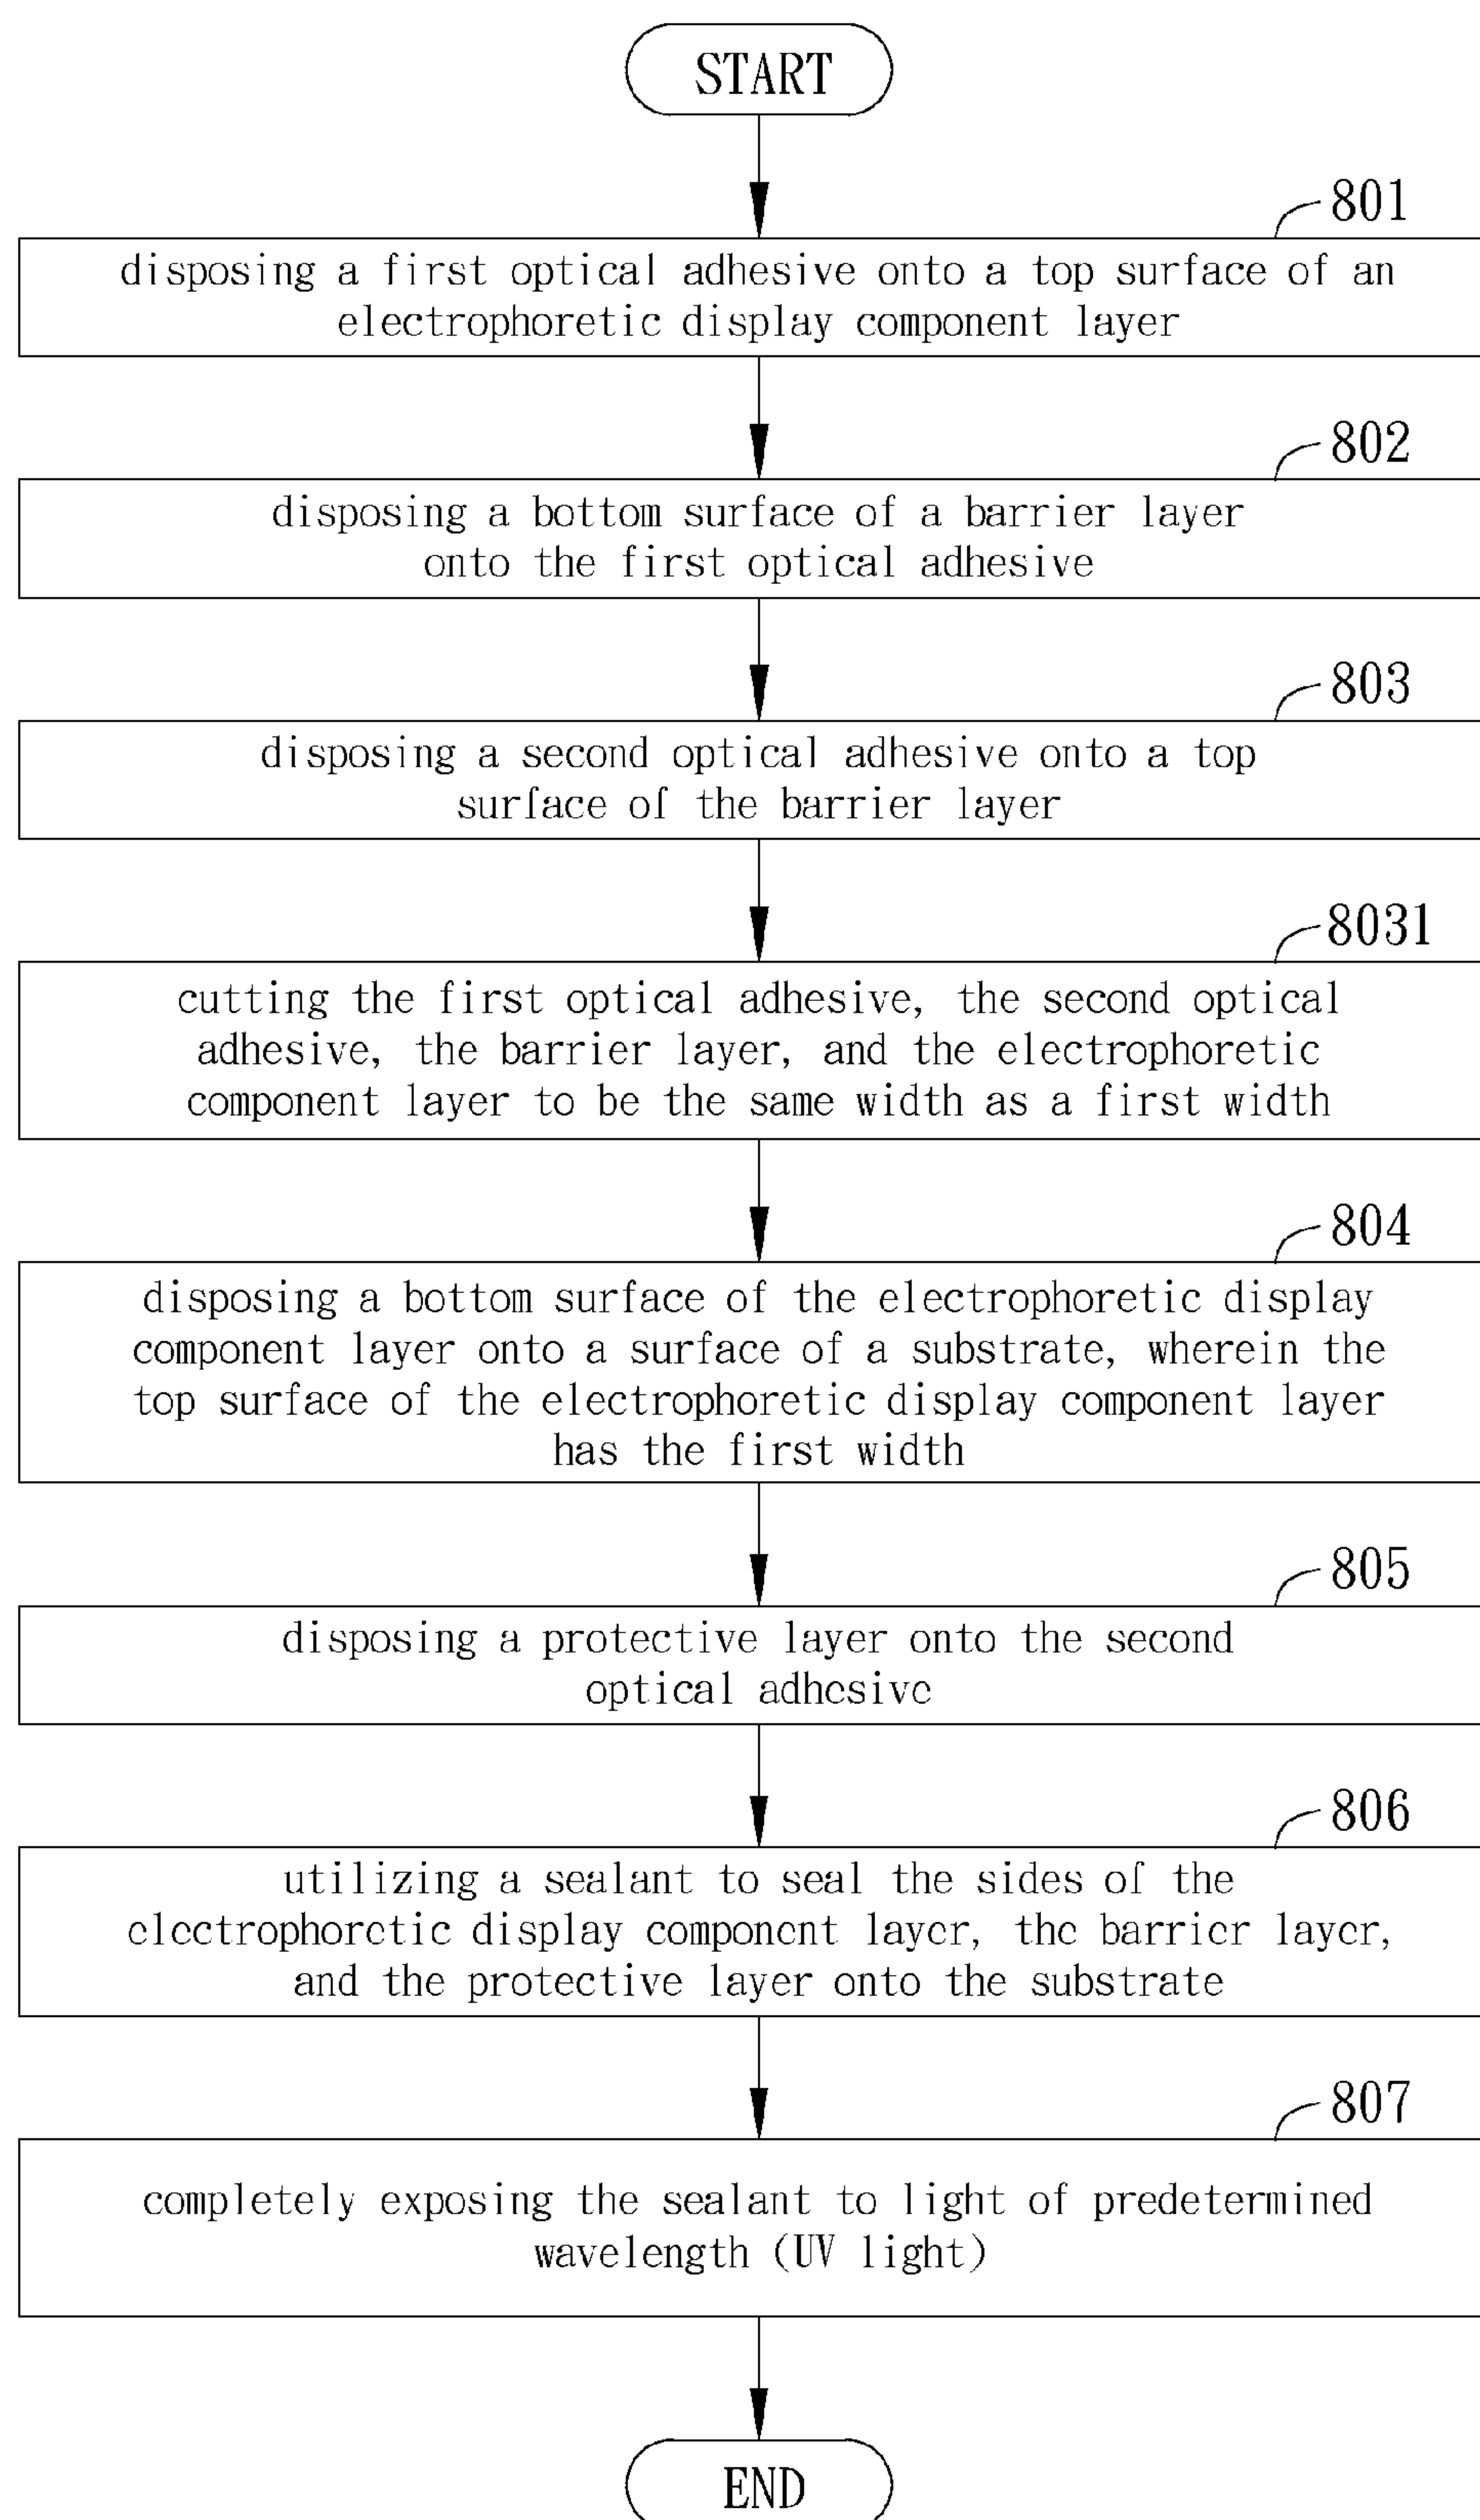 START
801
disposing a first optical adhesive onto a top surface of an
electrophoretic display component layer
802
disposing a bottom surface of a barrier layer
onto the first optical adhesive
803
disposing a second optical adhesive onto a top
surface of the barrier layer
8031
cutting the first optical adhesive, the second optical
adhesive, the barrier layer, and the electrophoretic
component layer to be the same width as a first width
804
disposing a bottom surface of the electrophoretic display
component layer onto a surface of a substrate, wherein the
top surface of the electrophoretic display component layer
has the first width
805
disposing a protective layer onto the second
optical adhesive
806
utilizing a sealant to seal the sides of the
electrophoretic display component layer, the barrier layer,
and the protective layer onto the substrate
807
completely exposing the sealant to light of predetermined
wavelength (UV light)
END